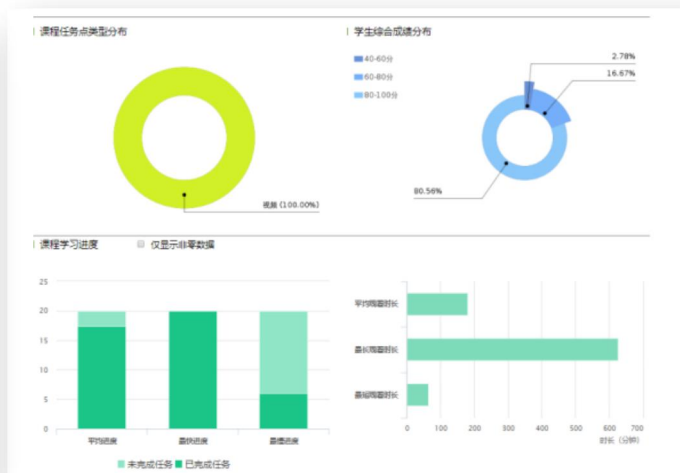 课程任务点类型分布
视频 (100.00%)
学生综合成绩分布
40-60分
60-80分
80-100分
2.78%
16.67%
80.56%
课程学习进度
仅显示非零数据
25
20
15
10
5
0
平均进度
最快进度
最慢进度
未完成任务 已完成任务
平均观看时长
最长观看时长
最短观看时长
0 100 200 300 400 500 600 700
时长（分钟）